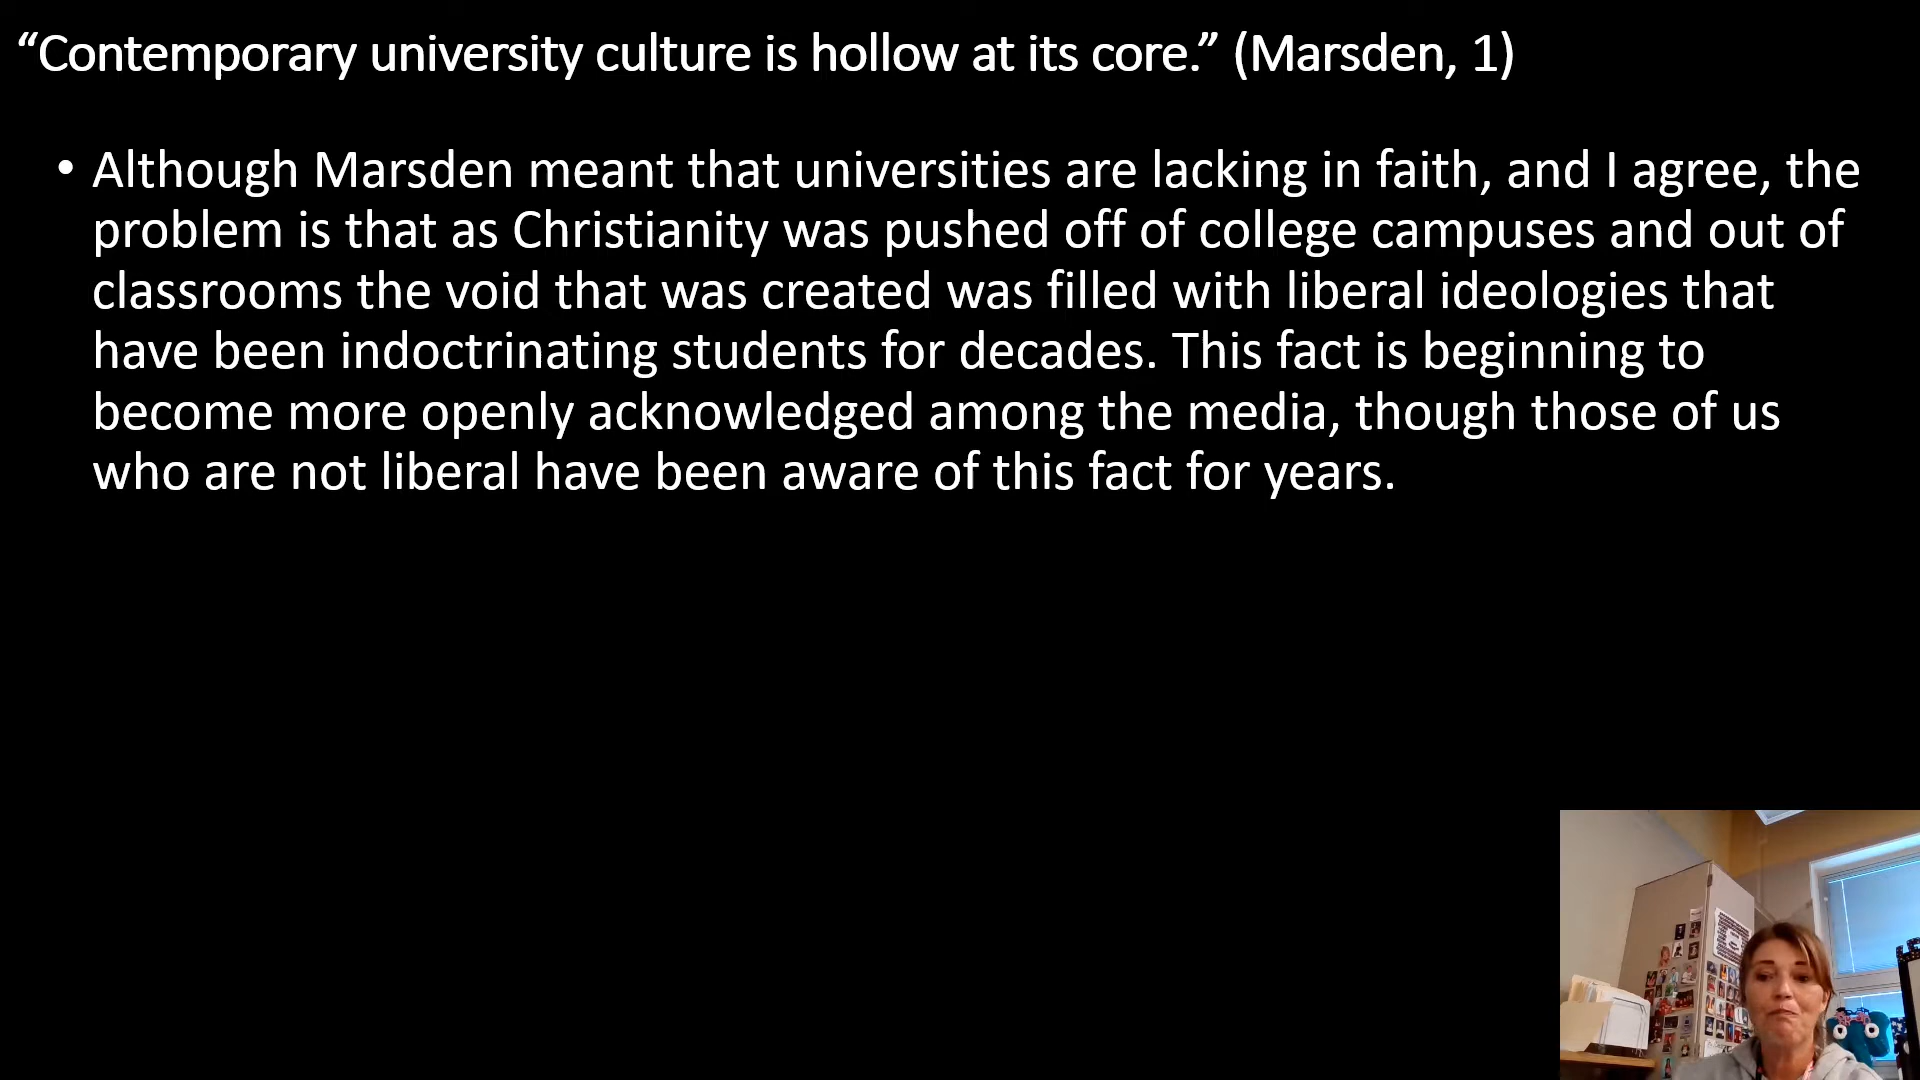 “Contemporary university culture is hollow at its core.” (Marsden, 1)
• Although Marsden meant that universities are lacking in faith, and I agree, the
problem is that as Christianity was pushed off of college campuses and out of
classrooms the void that was created was filled with liberal ideologies that
have been indoctrinating students for decades. This fact is beginning to
become more openly acknowledged among the media, though those of us
who are not liberal have been aware of this fact for years.